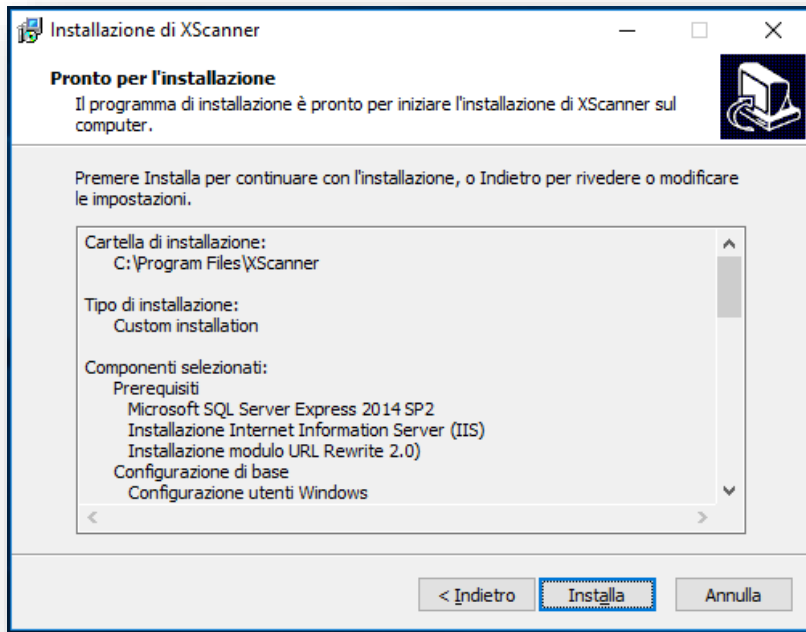 Installazione di XScanner
Pronto per l'installazione
Il programma di installazione è pronto per iniziare l'installazione di XScanner sul
computer.
Premere Installa per continuare con l'installazione, o Indietro per rivedere o modificare
le impostazioni.
Cartella di installazione:
C:\Program Files\XScanner
Tipo di installazione:
Custom installation
Componenti selezionati:
Prerequisiti
Microsoft SQL Server Express 2014 SP2
Installazione Internet Information Server (IIS)
Installazione modulo URL Rewrite 2.0)
Configurazione di base
Configurazione utenti Windows
< Indietro
Installa
Annulla